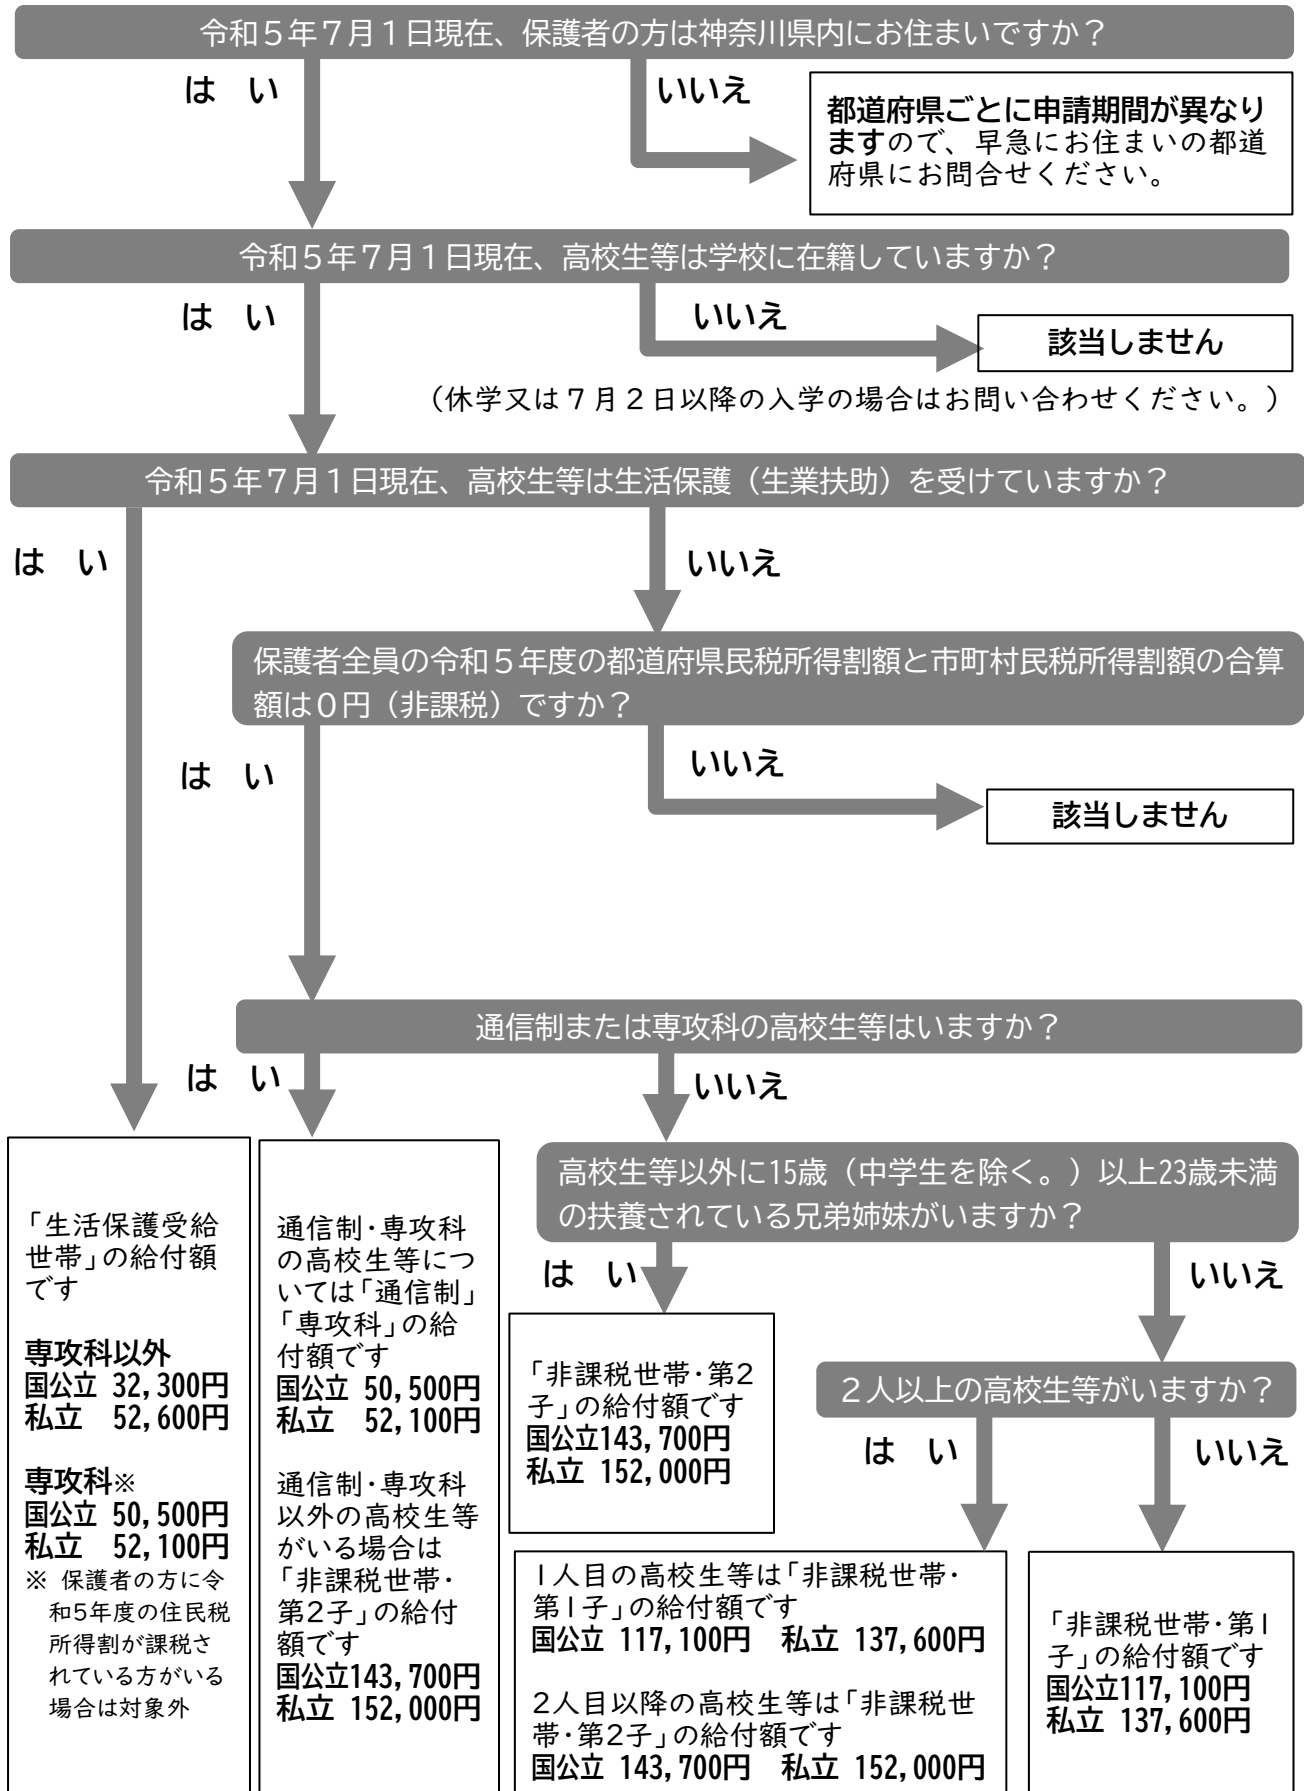 令和５年７月１日現在、保護者の方は神奈川県内にお住まいですか？
は　い
いいえ
都道府県ごとに申請期間が異なり
ますので、早急にお住まいの都道
府県にお問合せください。
令和５年７月１日現在、高校生等は学校に在籍していますか？
は　い
いいえ
該当しません
（休学又は７月２日以降の入学の場合はお問い合わせください。）
令和５年７月１日現在、高校生等は生活保護（生業扶助）を受けていますか？
は　い
いいえ
保護者全員の令和５年度の都道府県民税所得割額と市町村民税所得割額の合算
額は０円（非課税）ですか？
は　い
いいえ
該当しません
通信制または専攻科の高校生等はいますか？
は　い
いいえ
「生活保護受給
世帯」の給付額
です
専攻科以外
国公立 32,300円
私立　52,600円
専攻科※
国公立 50,500円
私立　52,100円
※ 保護者の方に令
和5年度の住民税
所得割が課税さ
れている方がいる
場合は対象外
通信制・専攻科
の高校生等につ
いては「通信制」
「専攻科」の給
付額です
国公立 50,500円
私立　52,100円
通信制・専攻科
以外の高校生等
がいる場合は
「非課税世帯・
第2子」の給付
額です
国公立143,700円
私立 152,000円
高校生等以外に15歳（中学生を除く。）以上23歳未満
の扶養されている兄弟姉妹がいますか？
は　い
いいえ
「非課税世帯・第2
子」の給付額です
国公立143,700円
私立 152,000円
２人以上の高校生等がいますか？
は　い
いいえ
1人目の高校生等は「非課税世帯・
第1子」の給付額です
国公立 117,100円　私立 137,600円
2人目以降の高校生等は「非課税世
帯・第2子」の給付額です
国公立 143,700円　私立 152,000円
「非課税世帯・第1
子」の給付額です
国公立117,100円
私立 137,600円